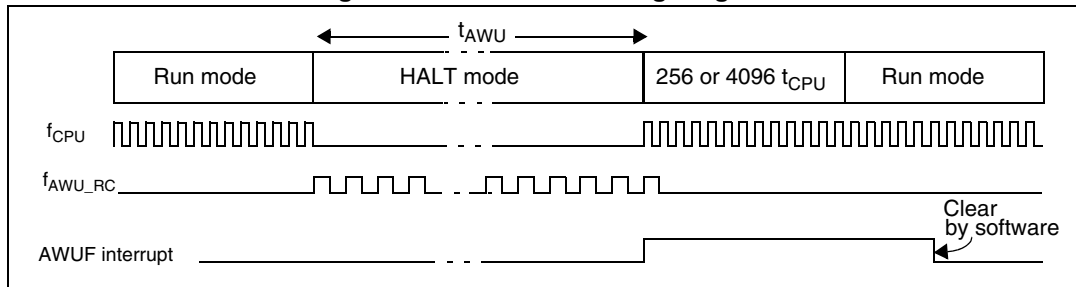 tAWU
Run mode
HALT mode
256 or 4096 tCPU
Run mode
fCPU
fAWU_RC
Clear
by software
AWUF interrupt